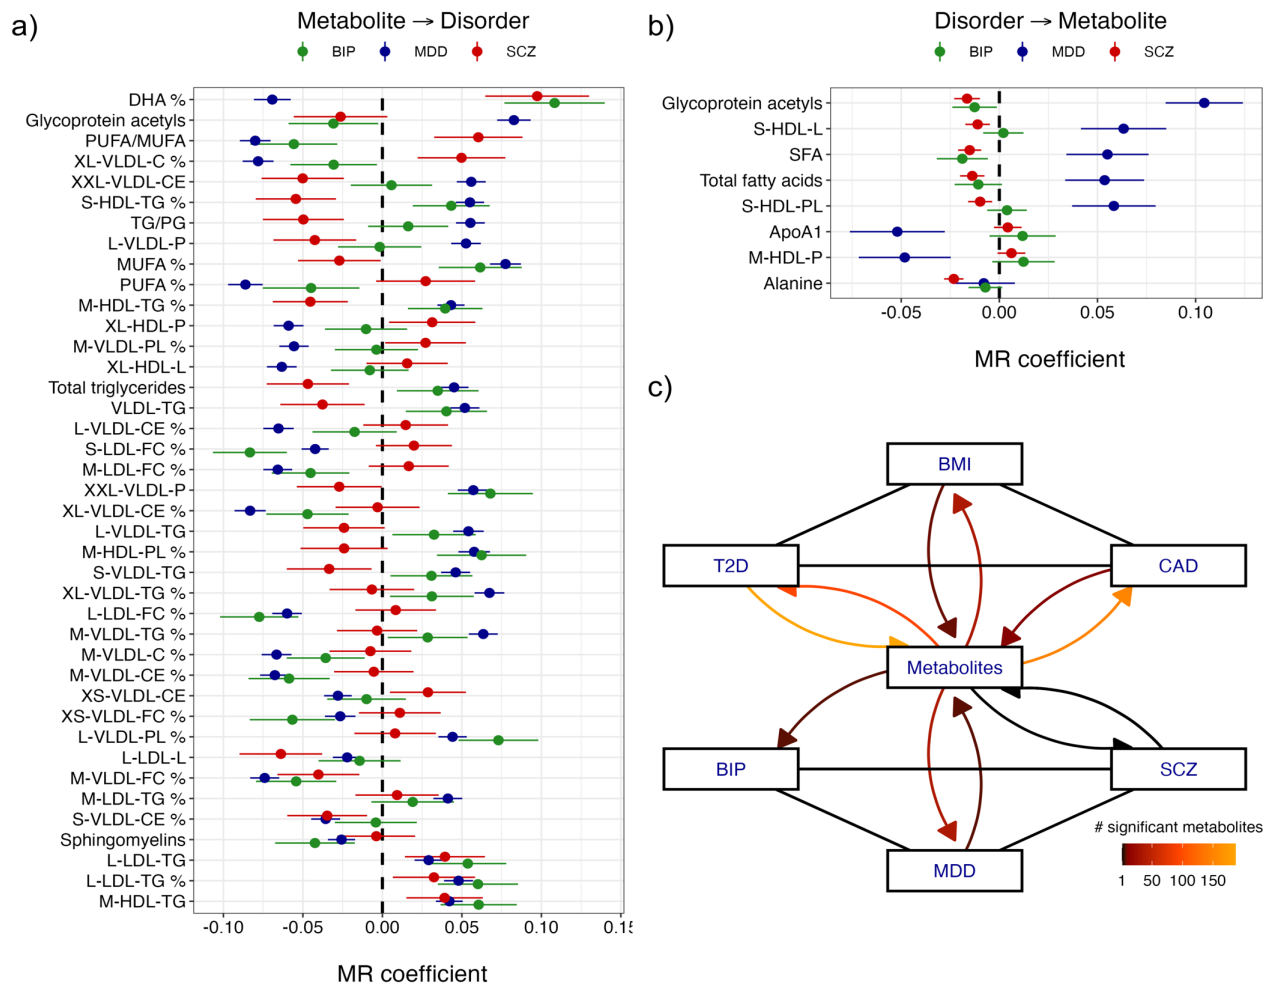 a)
Metabolite → Disorder
BIP MDD SCZ
DHA %
Glycoprotein acetyls
PUFA/MUFA
XL-VLDL-C %
XXL-VLDL-CE
S-HDL-TG %
TG/PG
L-VLDL-P
MUFA %
PUFA %
M-HDL-TG %
XL-HDL-P
M-VLDL-PL %
XL-HDL-L
Total triglycerides
VLDL-TG
L-VLDL-CE %
S-LDL-FC %
M-LDL-FC %
XXL-VLDL-P
XL-VLDL-CE %
L-VLDL-TG
M-HDL-PL %
S-VLDL-TG
XL-VLDL-TG %
L-LDL-FC %
M-VLDL-TG %
M-VLDL-C %
M-VLDL-CE %
XS-VLDL-CE
XS-VLDL-FC %
L-VLDL-PL %
L-LDL-L
M-VLDL-FC %
M-LDL-TG %
S-VLDL-CE %
Sphingomyelins
L-LDL-TG
L-LDL-TG %
M-HDL-TG
-0.10 -0.05 0.00 0.05 0.10
MR coefficient
b)
Disorder → Metabolite
BIP MDD SCZ
Glycoprotein acetyls
S-HDL-L
SFA
Total fatty acids
S-HDL-PL
ApoA1
M-HDL-P
Alanine
-0.05 0.00 0.05 0.10
MR coefficient
c)
BMI
T2D CAD
Metabolites
BIP SCZ
MDD
# significant metabolites
1 50 100 150